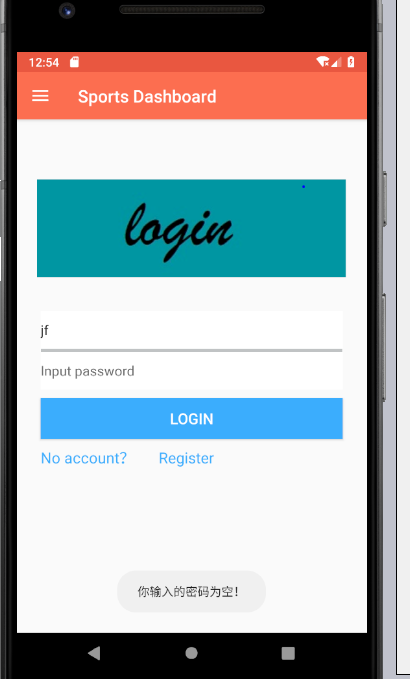 12:54
Sports Dashboard
login
jf
Input password
LOGIN
No account? Register
你输入的密码为空!